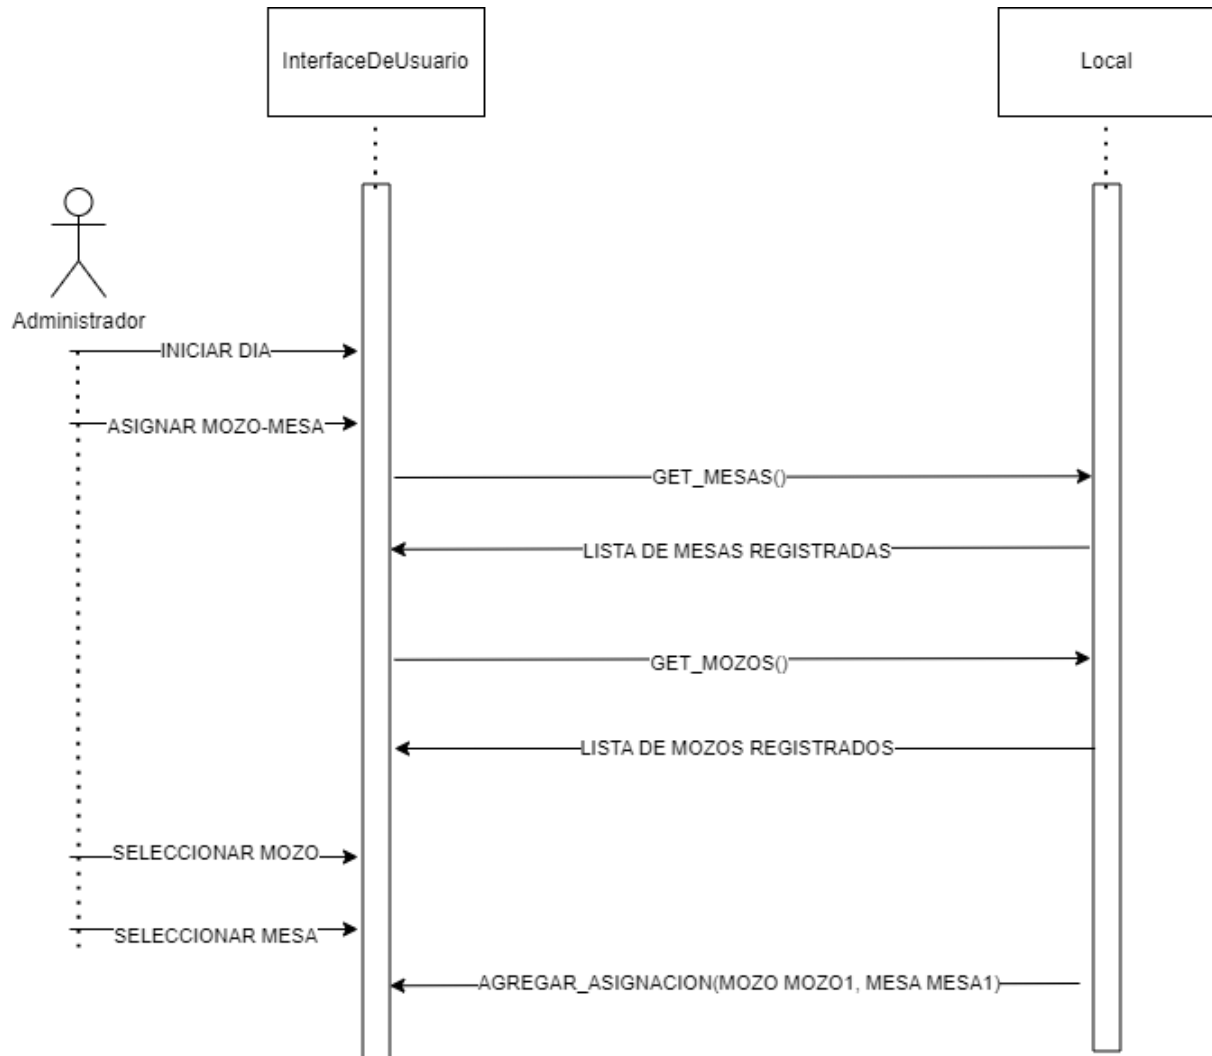 InterfaceDeUsuario
Local
Administrador
INICIAR DIA
ASIGNAR MOZO-MESA
GET_MESAS()
LISTA DE MESAS REGISTRADAS
GET_MOZOS()
LISTA DE MOZOS REGISTRADOS
SELECCIONAR MOZO
SELECCIONAR MESA
AGREGAR_ASIGNACION(MOZO MOZO1, MESA MESA1)